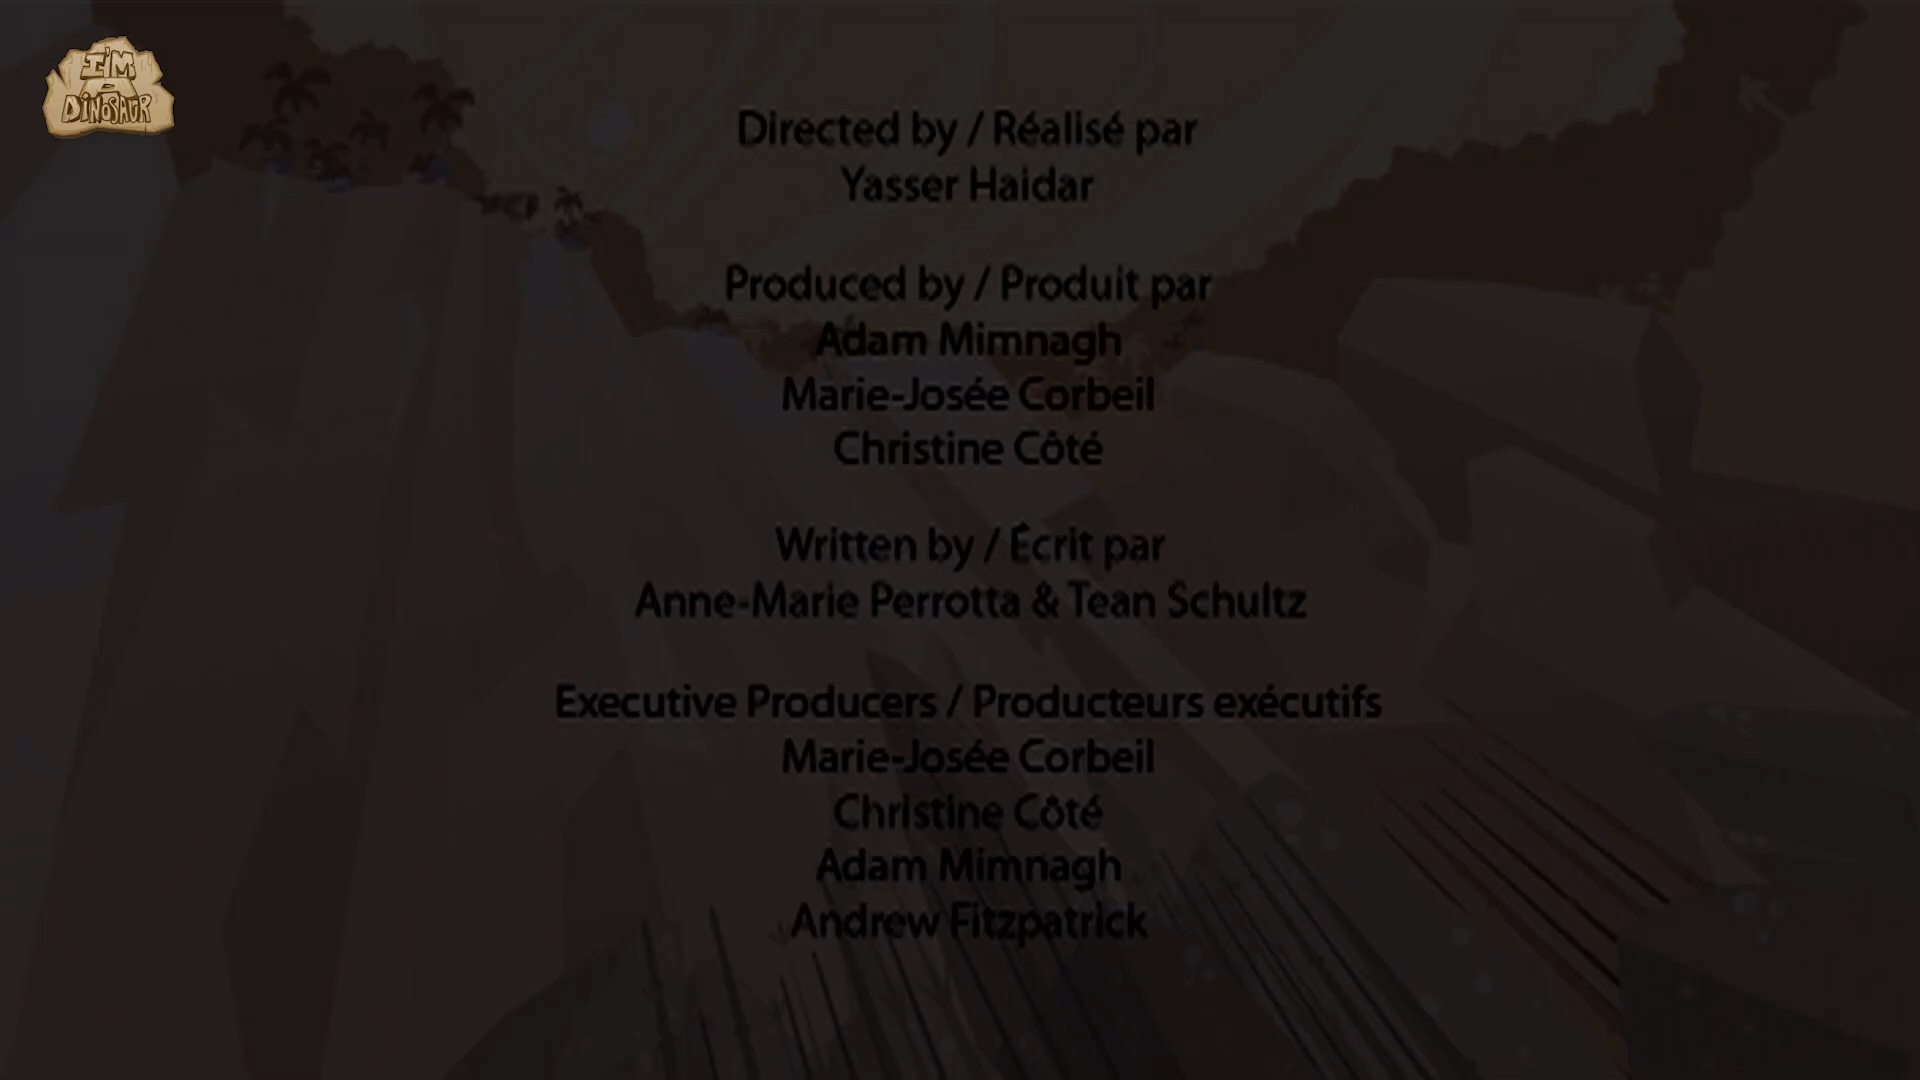 I'M
A
DINOSAUR
Directed by / Réalisé par
Yasser Haidar
Produced by / Produit par
Adam Mimnagh
Marie-Josée Corbeil
Christine Côté
Written by / Écrit par
Anne-Marie Perrotta & Tean Schultz
Executive Producers / Producteurs exécutifs
Marie-Josée Corbeil
Christine Côté
Adam Mimnagh
Andrew Fitzpatrick